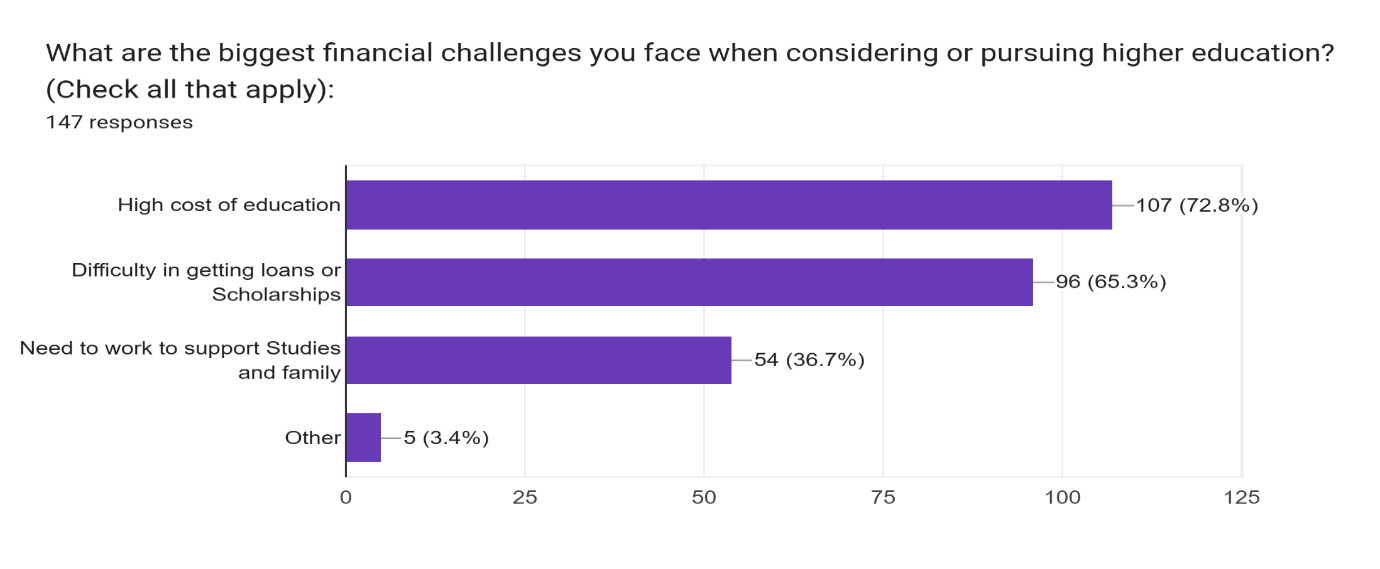 What are the biggest financial challenges you face when considering or pursuing higher education?
(Check all that apply):
147 responses
High cost of education
107 (72.8%)
Difficulty in getting loans or
Scholarships
96 (65.3%)
Need to work to support Studies
and family
54 (36.7%)
Other
5 (3.4%)
0 25 50 75 100 125